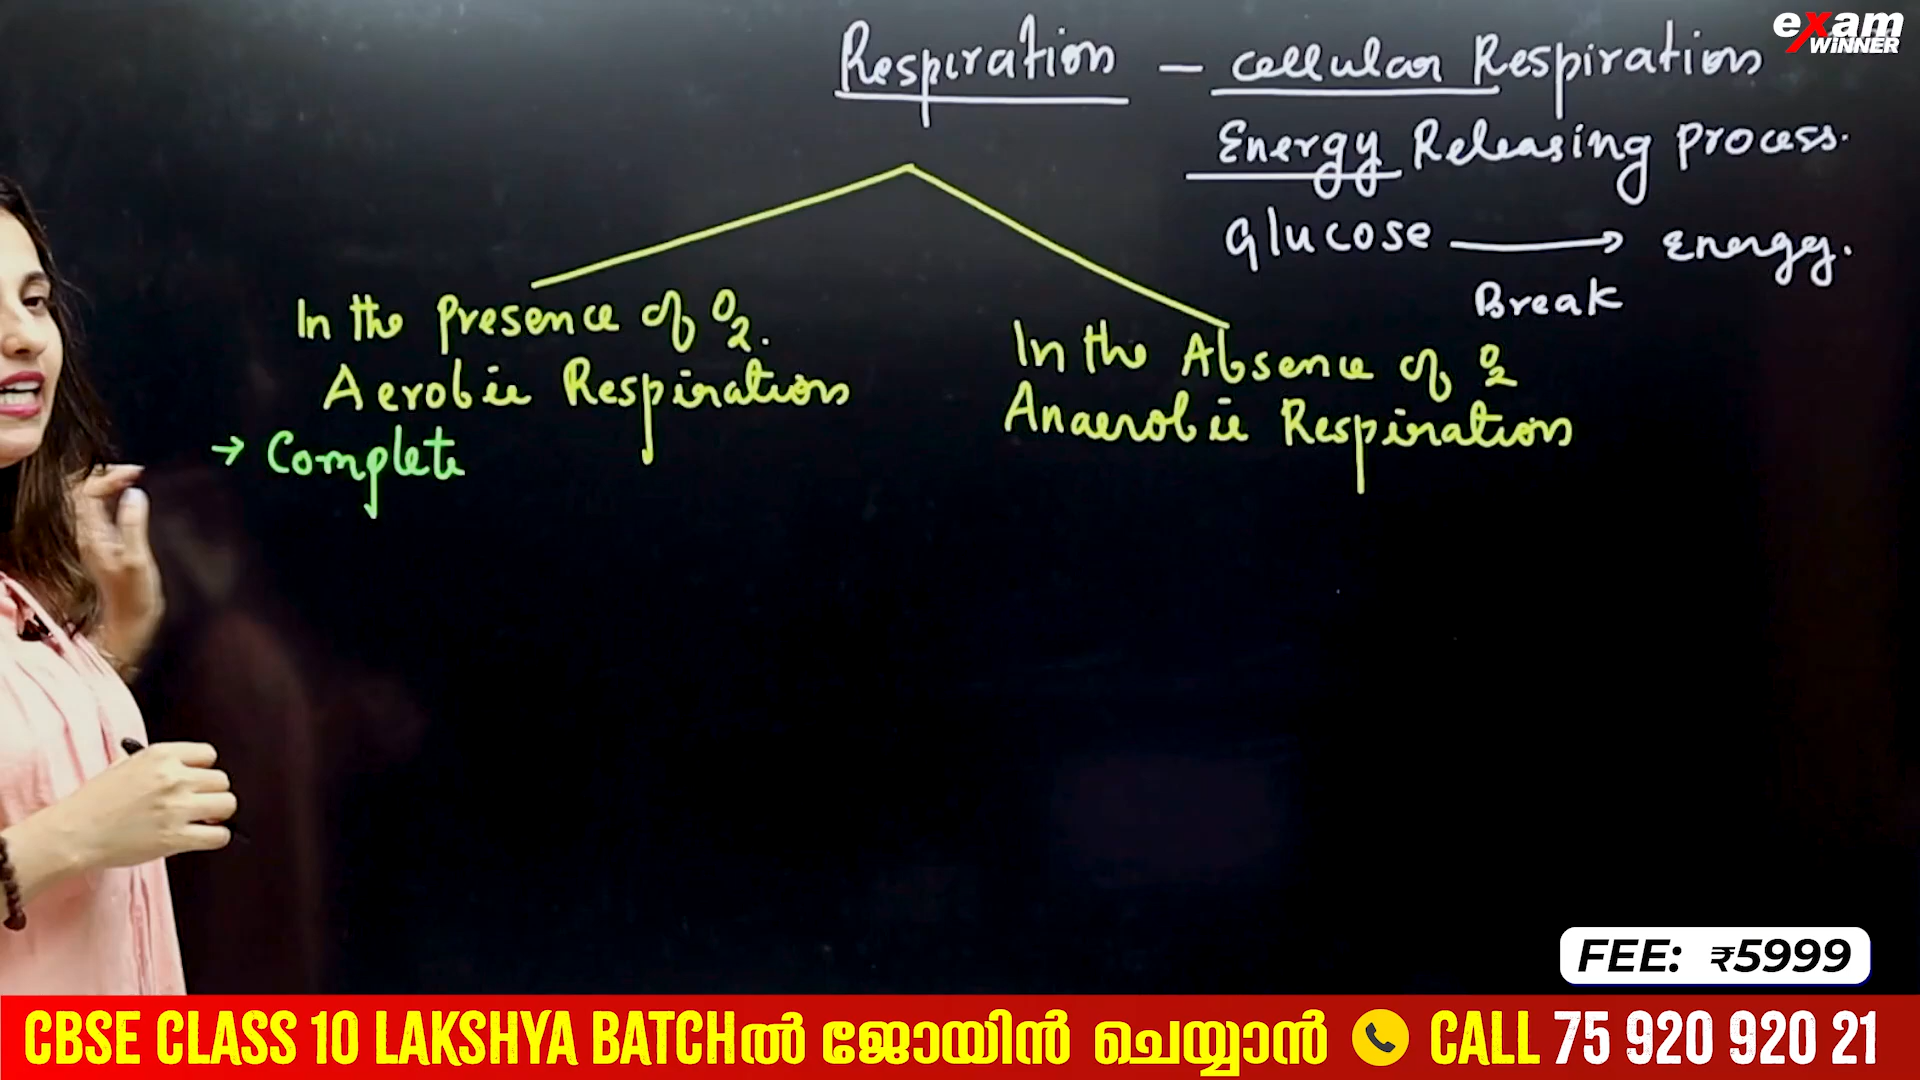 exam
WINNER
Respiration – cellular Respiration
Energy Releasing Process.
Glucose → Energy.
Break
In the presence of O2.
Aerobic Respiration
→ Complete
In the Absence of O2
Anaerobic Respiration
FEE: ₹5999
CBSE CLASS 10 LAKSHYA BATCHൽ ജോയിൻ ചെയ്യാൻ CALL 75 920 920 21